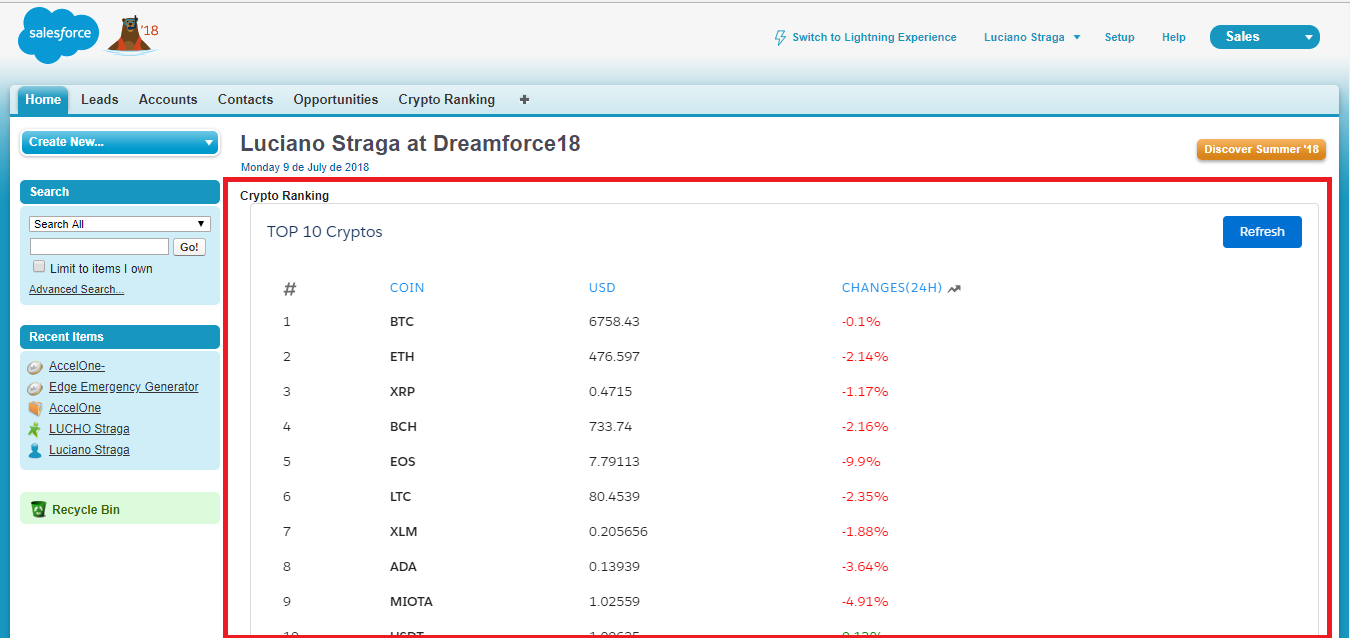 salesforce '18
Switch to Lightning Experience Luciano Straga Setup Help Sales
Home Leads Accounts Contacts Opportunities Crypto Ranking +
Create New...
Luciano Straga at Dreamforce18
Monday 9 de July de 2018
Discover Summer '18
Search
Search All
Go!
Limit to items I own
Advanced Search...
Recent Items
AccelOne-
Edge Emergency Generator
AccelOne
LUCHO Straga
Luciano Straga
Recycle Bin
Crypto Ranking
TOP 10 Cryptos
Refresh
# COIN USD CHANGES(24H)
1 BTC 6758.43 -0.1%
2 ETH 476.597 -2.14%
3 XRP 0.4715 -1.17%
4 BCH 733.74 -2.16%
5 EOS 7.79113 -9.9%
6 LTC 80.4539 -2.35%
7 XLM 0.205656 -1.88%
8 ADA 0.13939 -3.64%
9 MIOTA 1.02559 -4.91%
10 USDT